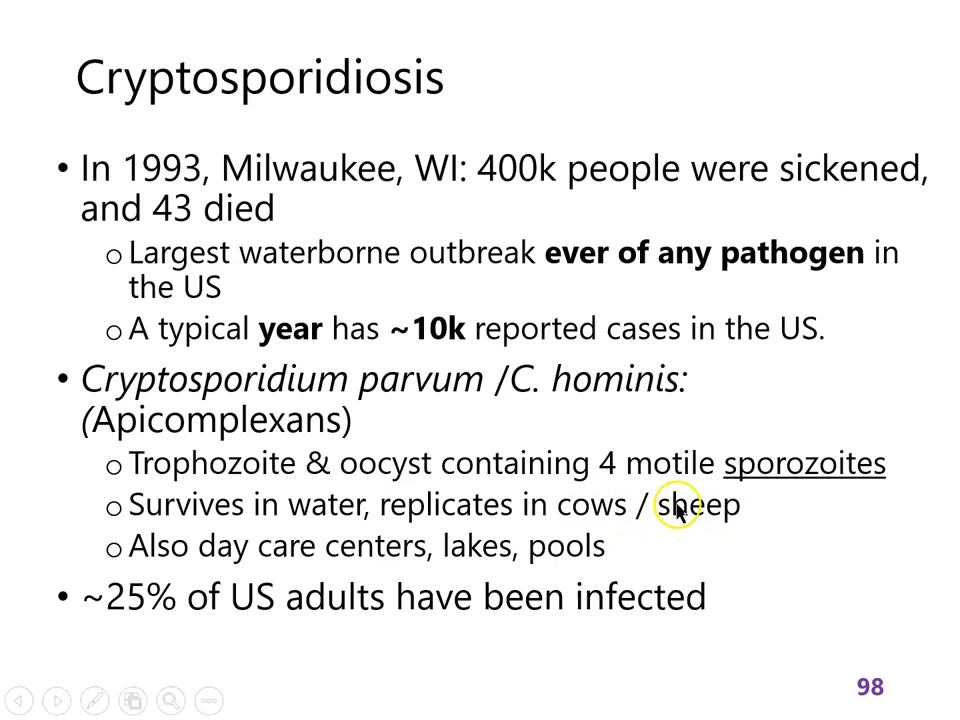 Cryptosporidiosis
• In 1993, Milwaukee, WI: 400k people were sickened,
and 43 died
o Largest waterborne outbreak ever of any pathogen in
the US
o A typical year has ~10k reported cases in the US.
• Cryptosporidium parvum /C. hominis:
(Apicomplexans)
o Trophozoite & oocyst containing 4 motile sporozoites
o Survives in water, replicates in cows / sheep
o Also day care centers, lakes, pools
• ~25% of US adults have been infected
98